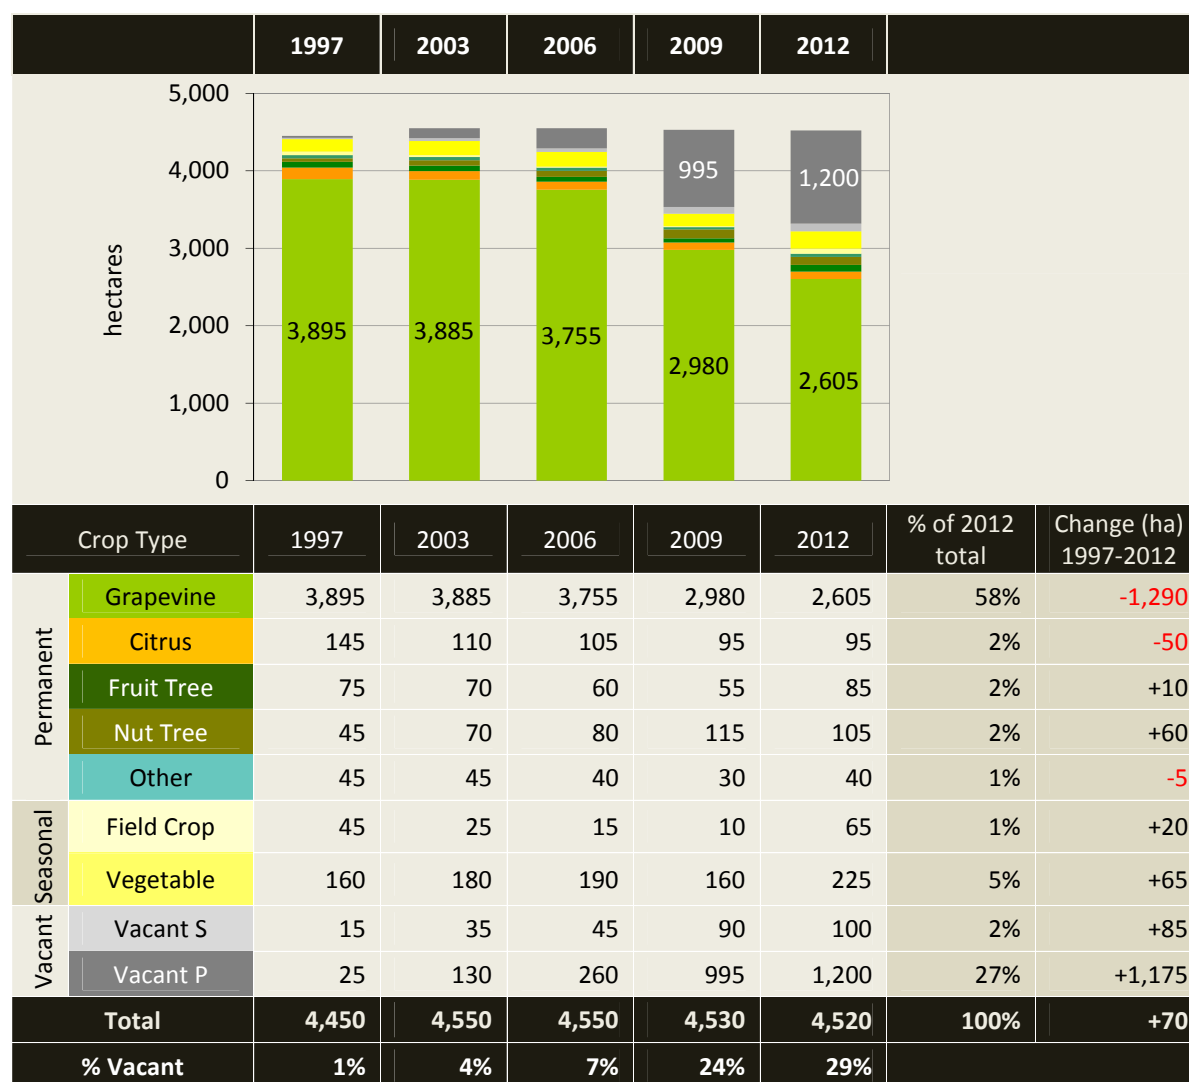 1997 2003 2006 2009 2012
5,000
4,000
3,000
2,000
1,000
0
hectares
3,895 3,885 3,755 2,980 2,605
995 1,200
Crop Type 1997 2003 2006 2009 2012 % of 2012 total Change (ha) 1997-2012
Permanent
Grapevine 3,895 3,885 3,755 2,980 2,605 58% -1,290
Citrus 145 110 105 95 95 2% -50
Fruit Tree 75 70 60 55 85 2% +10
Nut Tree 45 70 80 115 105 2% +60
Other 45 45 40 30 40 1% -5
Seasonal
Field Crop 45 25 15 10 65 1% +20
Vegetable 160 180 190 160 225 5% +65
Vacant
Vacant S 15 35 45 90 100 2% +85
Vacant P 25 130 260 995 1,200 27% +1,175
Total 4,450 4,550 4,550 4,530 4,520 100% +70
% Vacant 1% 4% 7% 24% 29%